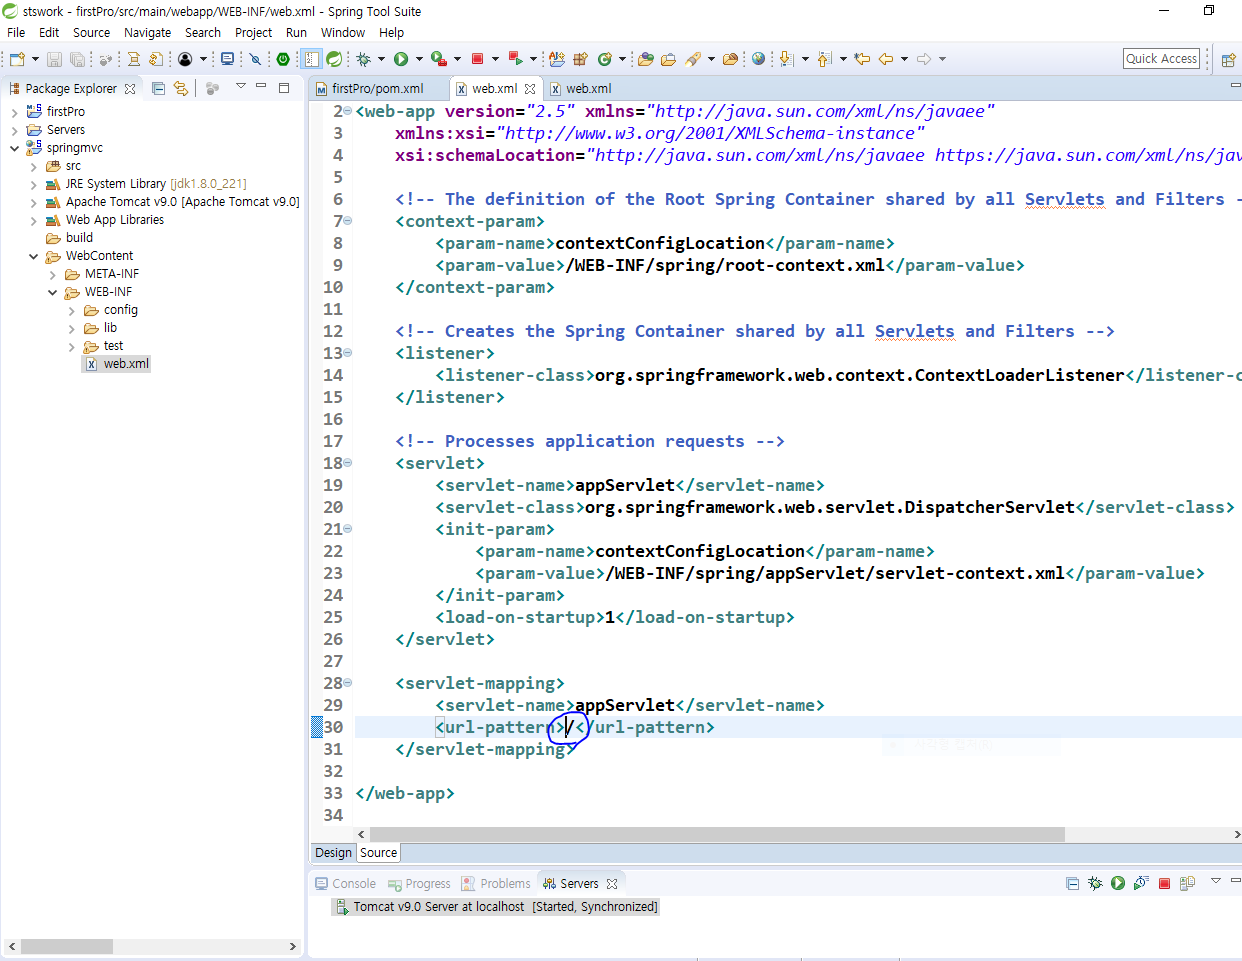 stswork - firstPro/src/main/webapp/WEB-INF/web.xml - Spring Tool Suite
File Edit Source Navigate Search Project Run Window Help
Quick Access
Package Explorer
firstPro/pom.xml web.xml web.xml
firstPro
Servers
springmvc
src
JRE System Library [jdk1.8.0_221]
Apache Tomcat v9.0 [Apache Tomcat v9.0]
Web App Libraries
build
WebContent
META-INF
WEB-INF
config
lib
test
web.xml
2 <web-app version="2.5" xmlns="http://java.sun.com/xml/ns/javaee"
3 xmlns:xsi="http://www.w3.org/2001/XMLSchema-instance"
4 xsi:schemaLocation="http://java.sun.com/xml/ns/javaee https://java.sun.com/xml/ns/jav
5
6 <!-- The definition of the Root Spring Container shared by all Servlets and Filters -
7 <context-param>
8 <param-name>contextConfigLocation</param-name>
9 <param-value>/WEB-INF/spring/root-context.xml</param-value>
10 </context-param>
11
12 <!-- Creates the Spring Container shared by all Servlets and Filters -->
13 <listener>
14 <listener-class>org.springframework.web.context.ContextLoaderListener</listener-c
15 </listener>
16
17 <!-- Processes application requests -->
18 <servlet>
19 <servlet-name>appServlet</servlet-name>
20 <servlet-class>org.springframework.web.servlet.DispatcherServlet</servlet-class>
21 <init-param>
22 <param-name>contextConfigLocation</param-name>
23 <param-value>/WEB-INF/spring/appServlet/servlet-context.xml</param-value>
24 </init-param>
25 <load-on-startup>1</load-on-startup>
26 </servlet>
27
28 <servlet-mapping>
29 <servlet-name>appServlet</servlet-name>
30 <url-pattern>/</url-pattern>
31 </servlet-mapping>
32
33 </web-app>
34
Design Source
Console Progress Problems Servers
Tomcat v9.0 Server at localhost [Started, Synchronized]